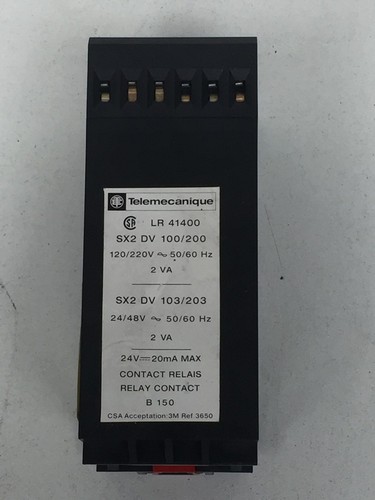 Telemecanique
SA LR 41400
SX2 DV 100/200
120/220V ~ 50/60 Hz
2 VA
SX2 DV 103/203
24/48V ~ 50/60 Hz
2 VA
24V⎓20mA MAX
CONTACT RELAIS
RELAY CONTACT
B 150
CSA Acceptation:3M Ref 3650